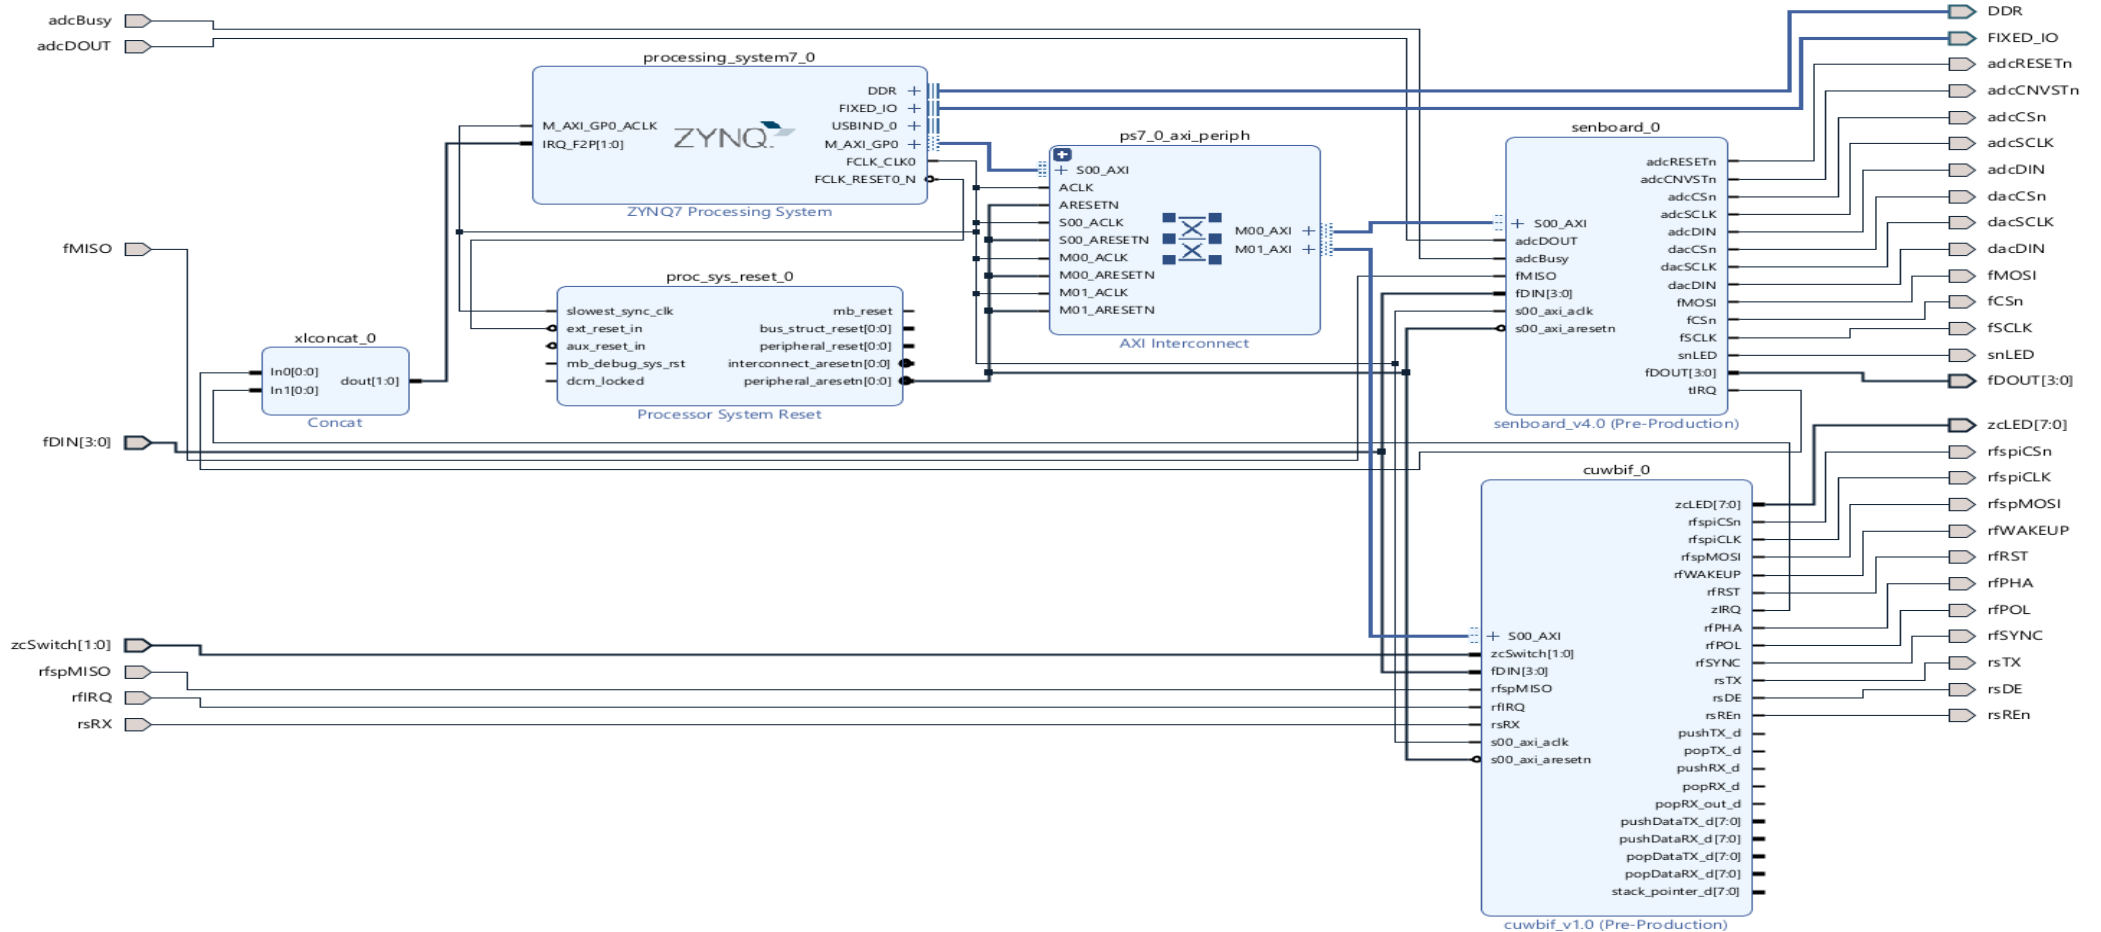 adcBusy
adcDOUT
fMISO
fDIN[3:0]
zcSwitch[1:0]
rfspMISO
rfIRQ
rsRX
xlconcat_0
In0[0:0]
In1[0:0]
dout[1:0]
Concat
processing_system7_0
M_AXI_GP0_ACLK
IRQ_F2P[1:0]
ZYNQ
DDR
FIXED_IO
USBIND_0
M_AXI_GP0
FCLK_CLK0
FCLK_RESET0_N
ZYNQ7 Processing System
proc_sys_reset_0
slowest_sync_clk
ext_reset_in
aux_reset_in
mb_debug_sys_rst
dcm_locked
mb_reset
bus_struct_reset[0:0]
peripheral_reset[0:0]
interconnect_aresetn[0:0]
peripheral_aresetn[0:0]
Processor System Reset
ps7_0_axi_periph
S00_AXI
ACLK
ARESETN
S00_ACLK
S00_ARESETN
M00_ACLK
M00_ARESETN
M01_ACLK
M01_ARESETN
M00_AXI
M01_AXI
AXI Interconnect
senboard_0
S00_AXI
adcDOUT
adcBusy
fMISO
fDIN[3:0]
s00_axi_aclk
s00_axi_aresetn
adcRESETn
adcCNVSTn
adcCSn
adcSCLK
adcDIN
dacCSn
dacSCLK
dacDIN
fMOSI
fCSn
fSCLK
snLED
fDOUT[3:0]
tIRQ
senboard_v4.0 (Pre-Production)
cuwbif_0
S00_AXI
zcSwitch[1:0]
fDIN[3:0]
rfspMISO
rfIRQ
rsRX
s00_axi_aclk
s00_axi_aresetn
zcLED[7:0]
rfspiCSn
rfspiCLK
rfspMOSI
rfWAKEUP
rfRST
zIRQ
rfPHA
rfPOL
rfSYNC
rsTX
rsDE
rsREn
pushTX_d
popTX_d
pushRX_d
popRX_d
popRX_out_d
pushDataTX_d[7:0]
pushDataRX_d[7:0]
popDataTX_d[7:0]
popDataRX_d[7:0]
stack_pointer_d[7:0]
cuwbif_v1.0 (Pre-Production)
DDR
FIXED_IO
adcRESETn
adcCNVSTn
adcCSn
adcSCLK
adcDIN
dacCSn
dacSCLK
dacDIN
fMOSI
fCSn
fSCLK
snLED
fDOUT[3:0]
zcLED[7:0]
rfspiCSn
rfspiCLK
rfspMOSI
rfWAKEUP
rfRST
rfPHA
rfPOL
rfSYNC
rsTX
rsDE
rsREn